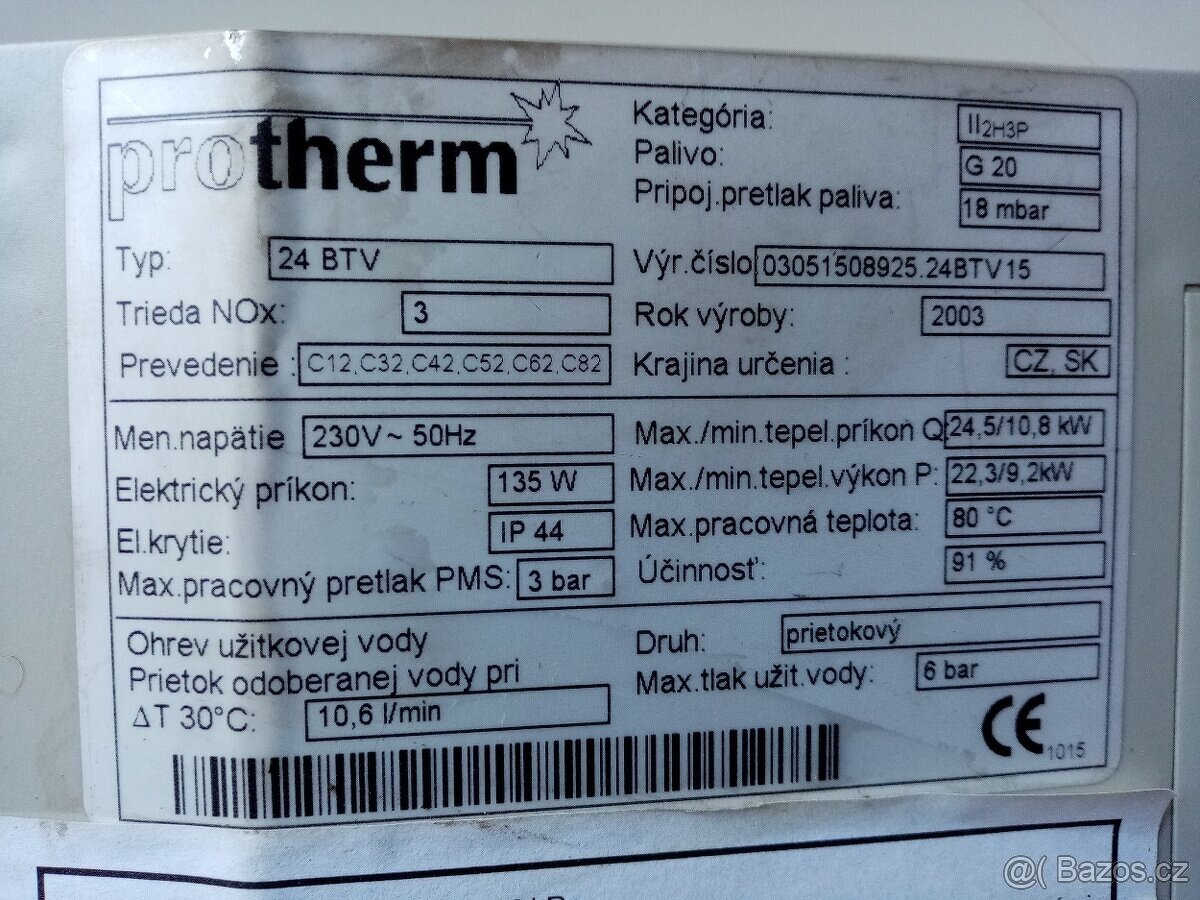 protherm
Kategória: II2H3P
Palivo: G 20
Pripoj.pretlak paliva: 18 mbar
Typ: 24 BTV
Výr.číslo 03051508925.24BTV15
Trieda NOx: 3
Rok výroby: 2003
Prevedenie : C12,C32,C42,C52,C62,C82
Krajina určenia : CZ, SK
Men.napätie 230V~ 50Hz
Max./min.tepel.príkon Q 24,5/10,8 kW
Elektrický príkon: 135 W
Max./min.tepel.výkon P: 22,3/9,2kW
El.krytie: IP 44
Max.pracovná teplota: 80 °C
Max.pracovný pretlak PMS: 3 bar
Účinnosť: 91 %
Ohrev užitkovej vody
Druh: prietokový
Prietok odoberanej vody pri
ΔT 30°C: 10,6 l/min
Max.tlak užit.vody: 6 bar
CE 1015
@( Bazos.cz